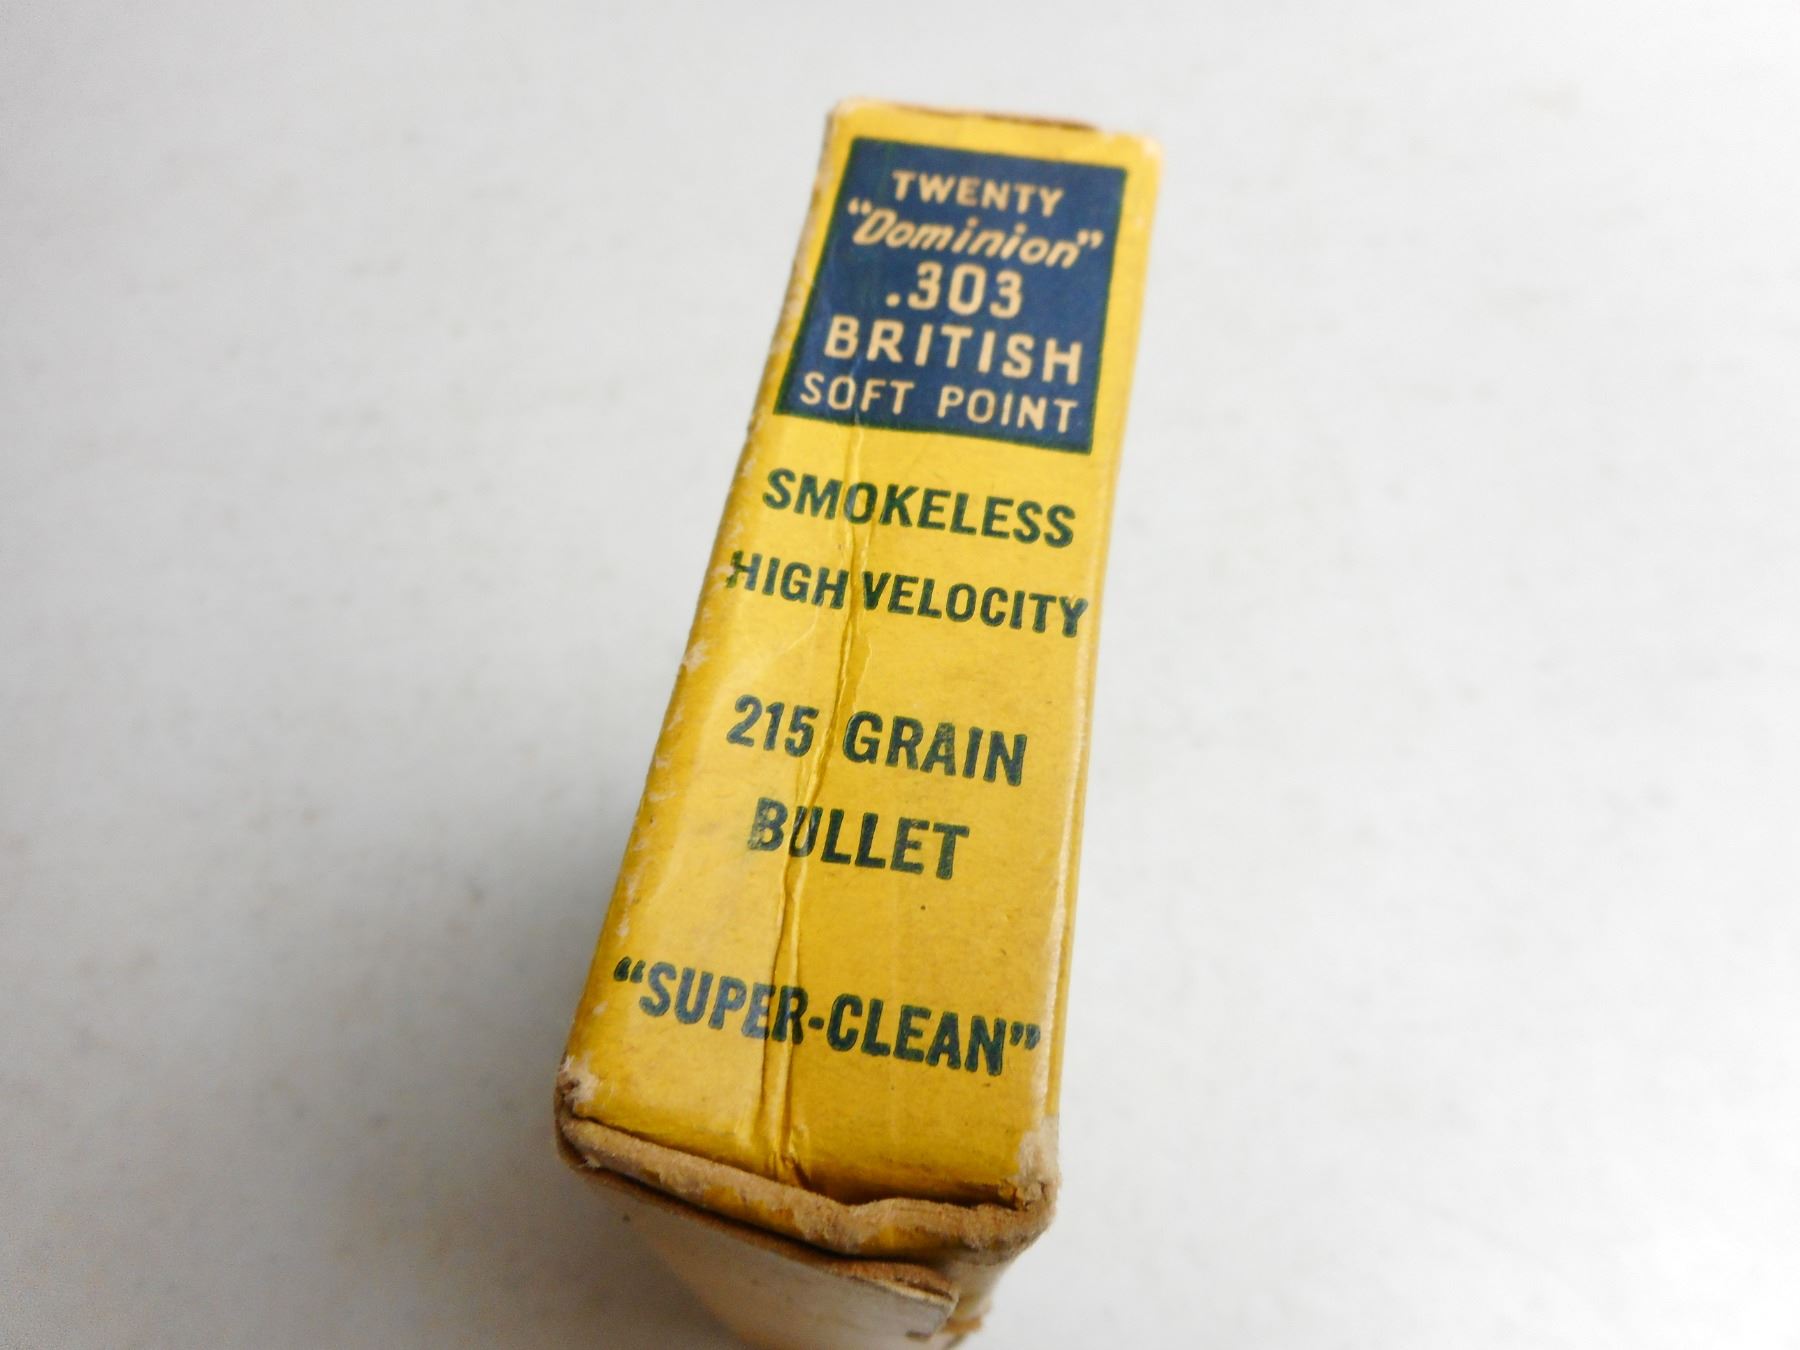 TWENTY
"Dominion"
.303
BRITISH
SOFT POINT
SMOKELESS
HIGH VELOCITY
215 GRAIN
BULLET
"SUPER-CLEAN"